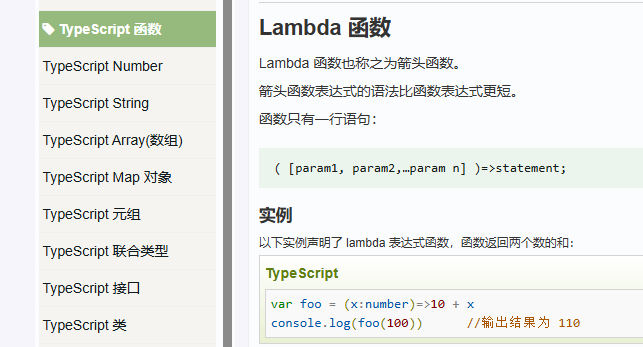 TypeScript 函数
TypeScript Number
TypeScript String
TypeScript Array(数组)
TypeScript Map 对象
TypeScript 元组
TypeScript 联合类型
TypeScript 接口
TypeScript 类
Lambda 函数
Lambda 函数也称之为箭头函数。
箭头函数表达式的语法比函数表达式更短。
函数只有一行语句：
( [param1, param2,…param n] )=>statement;
实例
以下实例声明了 lambda 表达式函数，函数返回两个数的和：
TypeScript
var foo = (x:number)=>10 + x
console.log(foo(100))      //输出结果为 110